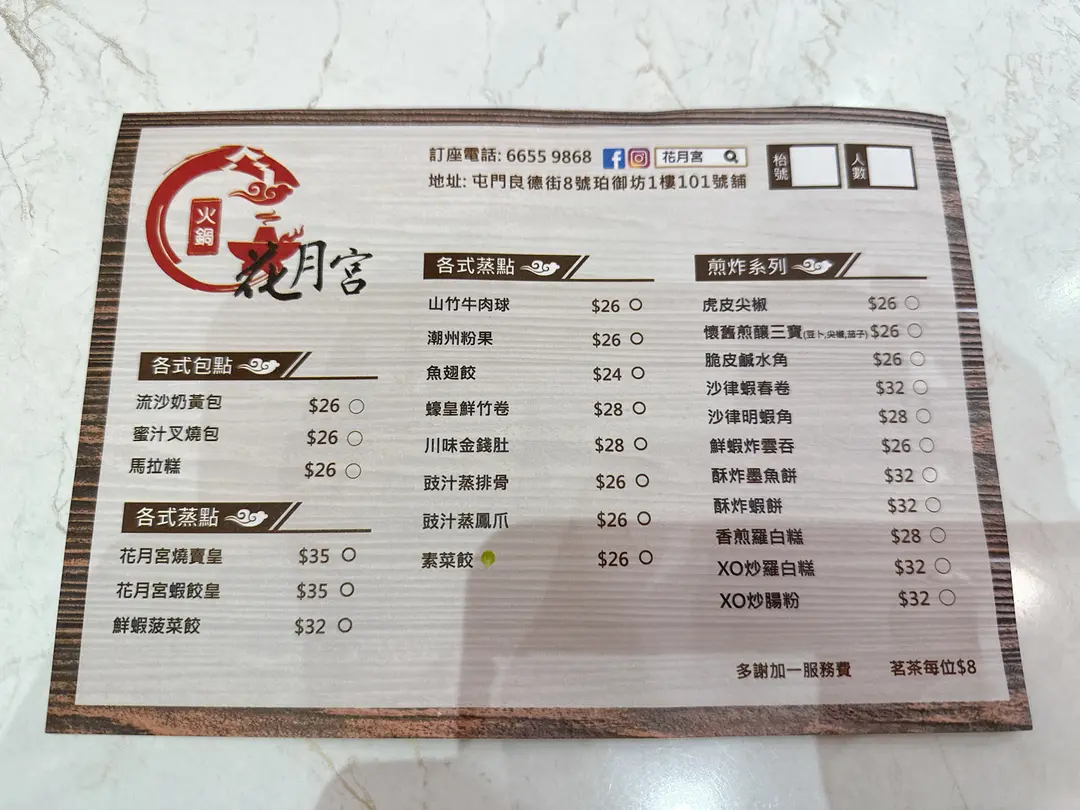 訂座電話: 6655 9868 花月宮
地址: 屯門良德街8號珀御坊1樓101號舖
枱號
人數
火鍋
花月宮
各式包點
流沙奶黃包 $26
蜜汁叉燒包 $26
馬拉糕 $26
各式蒸點
花月宮燒賣皇 $35
花月宮蝦餃皇 $35
鮮蝦菠菜餃 $32
各式蒸點
山竹牛肉球 $26
潮州粉果 $26
魚翅餃 $24
蠔皇鮮竹卷 $28
川味金錢肚 $28
豉汁蒸排骨 $26
豉汁蒸鳳爪 $26
素菜餃 $26
煎炸系列
虎皮尖椒 $26
懷舊煎釀三寶(豆卜,尖椒,茄子) $26
脆皮鹹水角 $26
沙律蝦春卷 $32
沙律明蝦角 $28
鮮蝦炸雲吞 $26
酥炸墨魚餅 $32
酥炸蝦餅 $32
香煎羅白糕 $28
XO炒羅白糕 $32
XO炒腸粉 $32
多謝加一服務費 茗茶每位$8